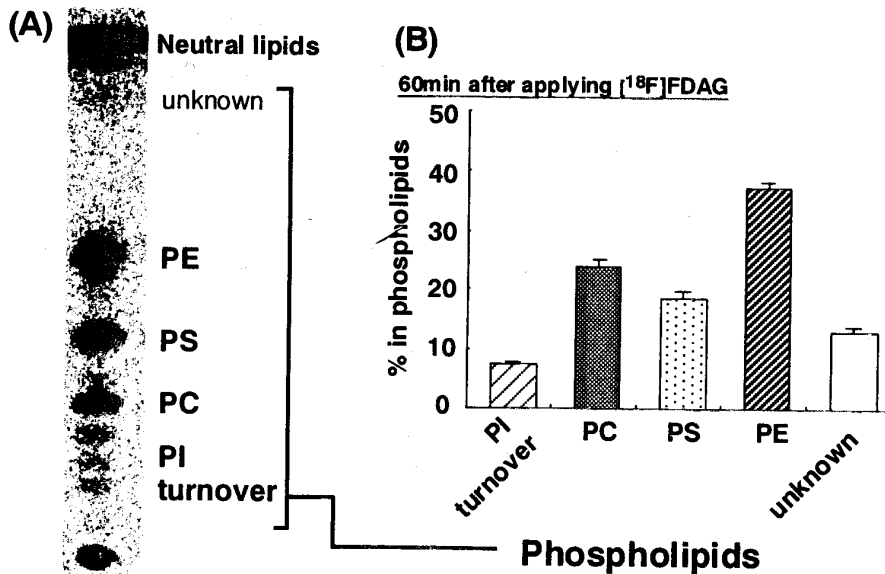 (A)
Neutral lipids
unknown
PE
PS
PC
PI
turnover
Phospholipids
(B)
60min after applying [18F]FDAG
% in phospholipids
50
40
30
20
10
0
PI
turnover
PC
PS
PE
unknown